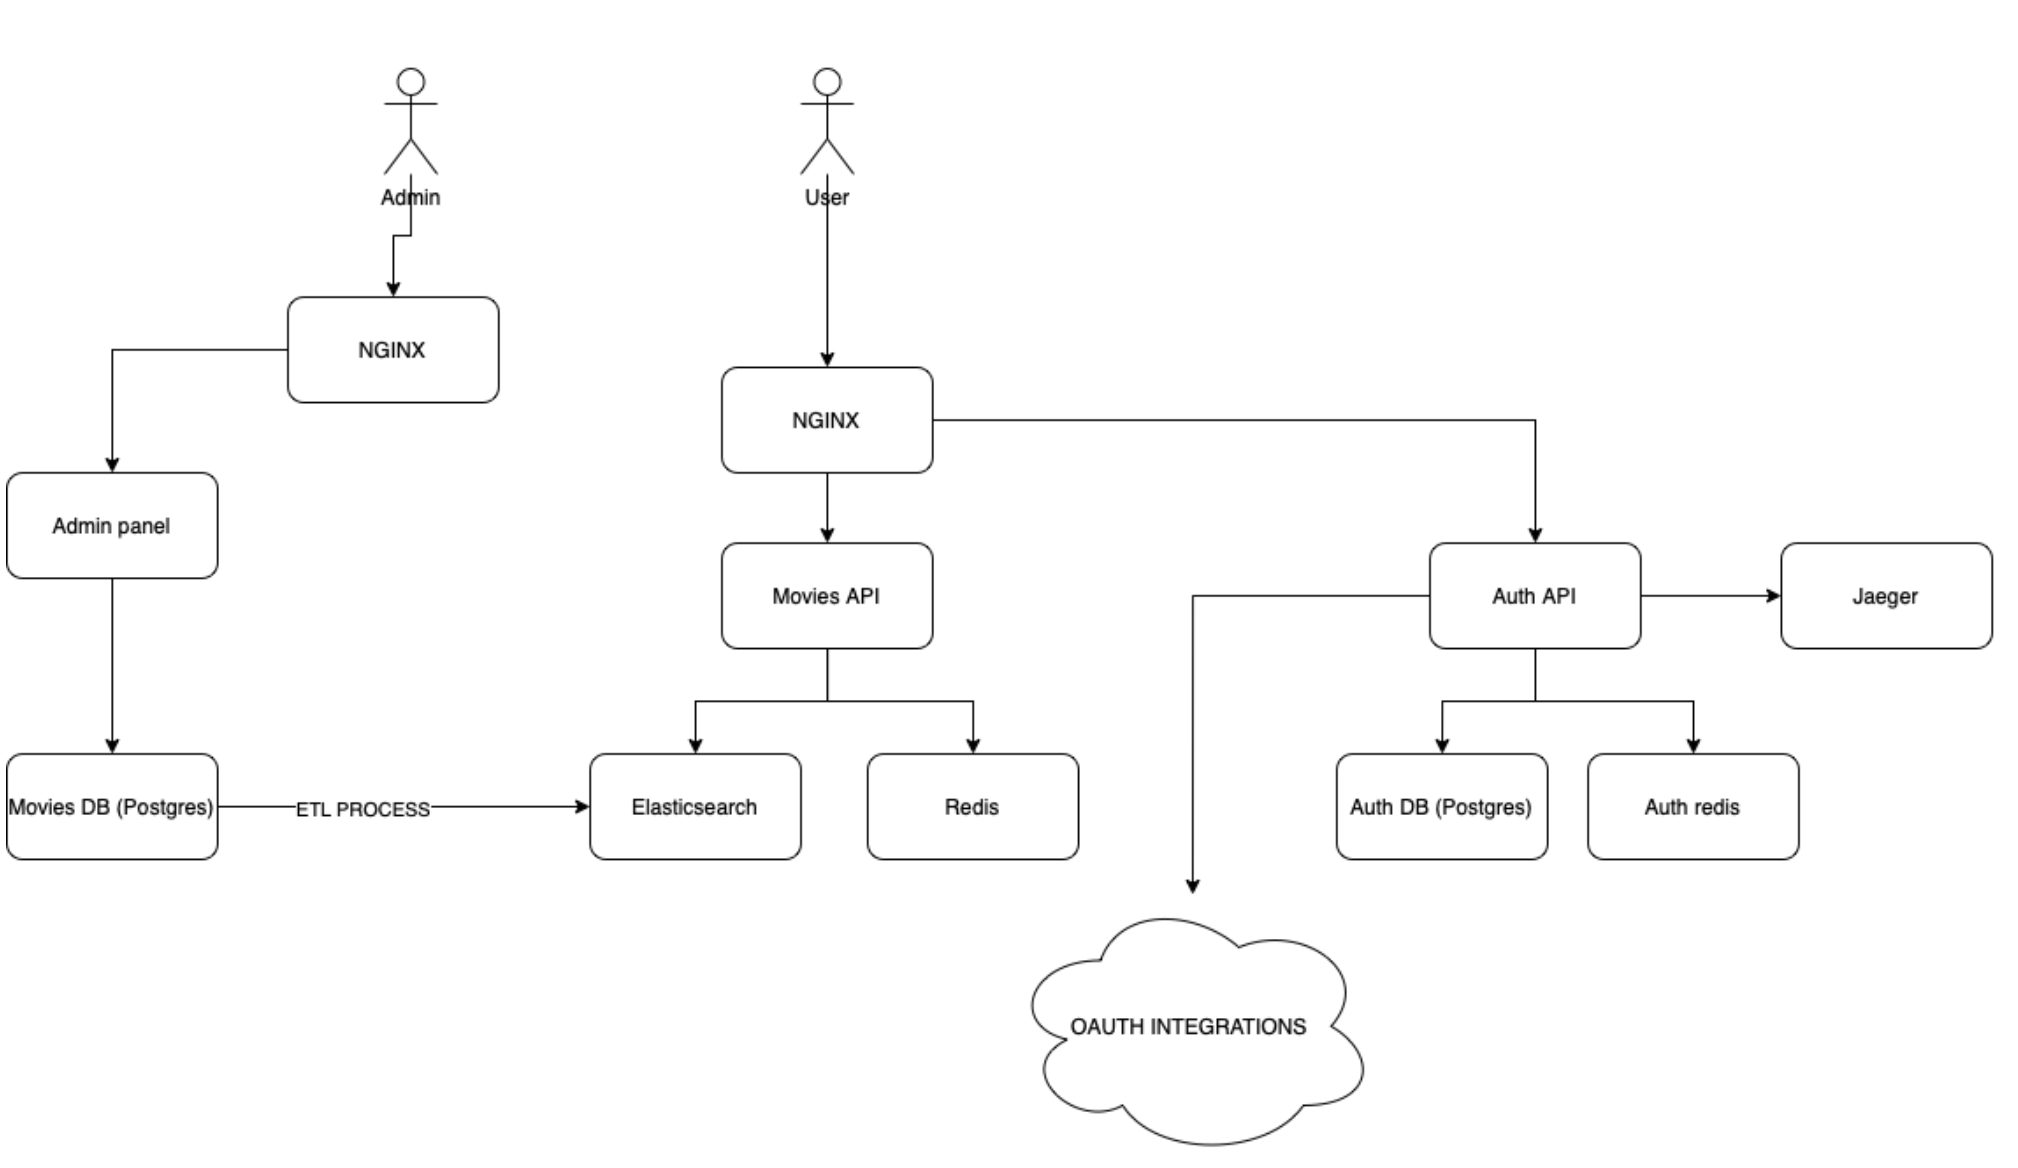 Admin
User
NGINX
NGINX
Admin panel
Movies API
Auth API
Jaeger
Movies DB (Postgres)
ETL PROCESS
Elasticsearch
Redis
Auth DB (Postgres)
Auth redis
OAUTH INTEGRATIONS